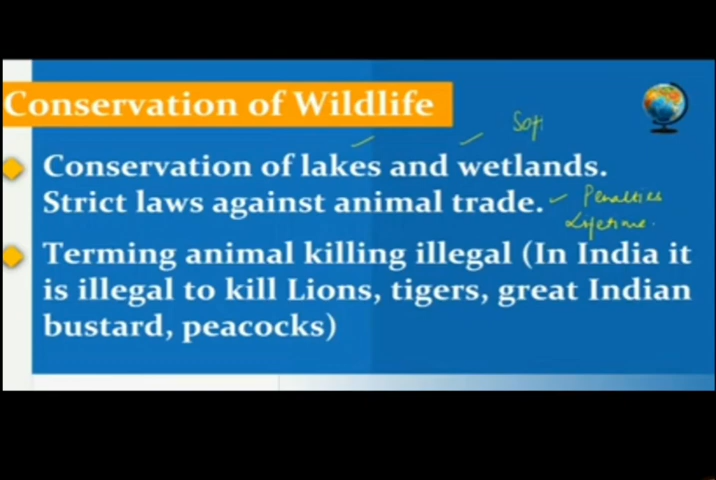 Conservation of Wildlife
Conservation of lakes and wetlands.
Strict laws against animal trade.
Penalties
Lifetime.
Terming animal killing illegal (In India it
is illegal to kill Lions, tigers, great Indian
bustard, peacocks)